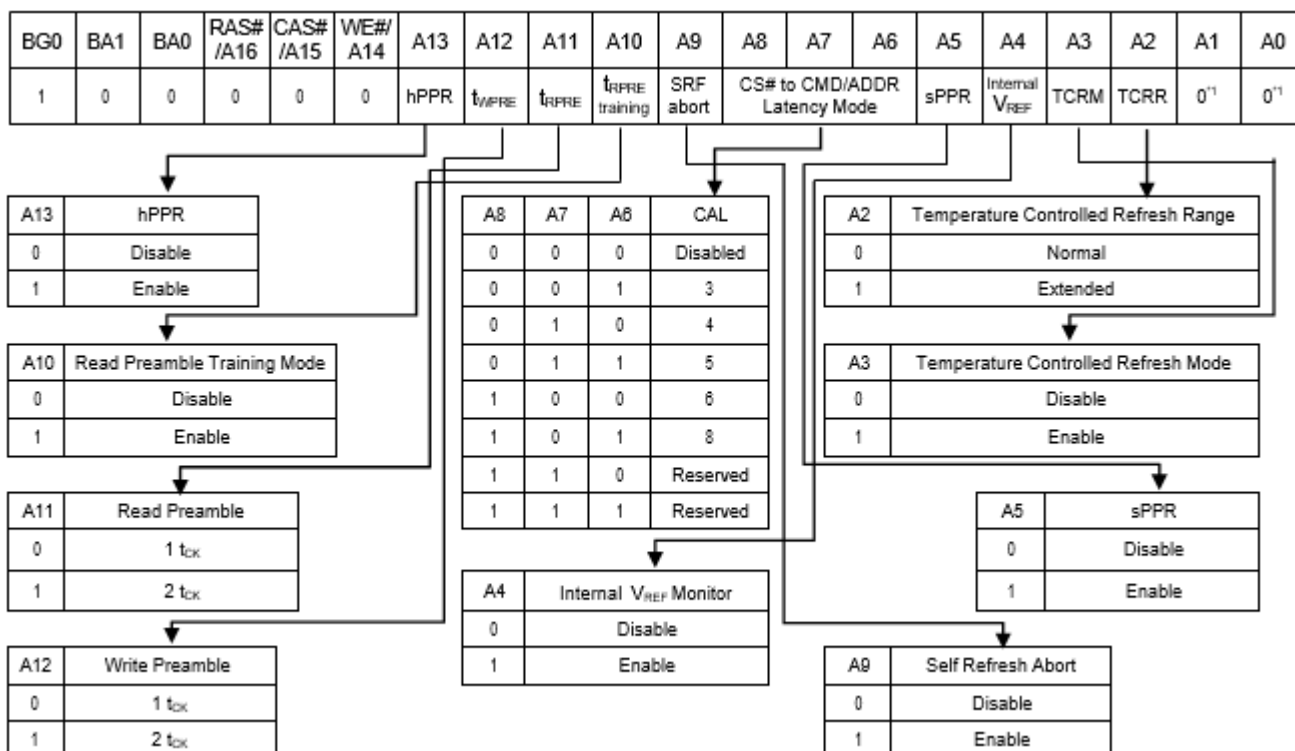 BG0 BA1 BA0 RAS# /A16 CAS# /A15 WE#/ A14 A13 A12 A11 A10 A9 A8 A7 A6 A5 A4 A3 A2 A1 A0
1 0 0 0 0 0 hPPR tWPRE tRPRE tRPRE training SRF abort CS# to CMD/ADDR Latency Mode sPPR Internal VREF TCRM TCRR 0*1 0*1
A13 hPPR
0 Disable
1 Enable
A10 Read Preamble Training Mode
0 Disable
1 Enable
A11 Read Preamble
0 1 tCK
1 2 tCK
A12 Write Preamble
0 1 tCK
1 2 tCK
A8 A7 A6 CAL
0 0 0 Disabled
0 0 1 3
0 1 0 4
0 1 1 5
1 0 0 6
1 0 1 8
1 1 0 Reserved
1 1 1 Reserved
A4 Internal VREF Monitor
0 Disable
1 Enable
A2 Temperature Controlled Refresh Range
0 Normal
1 Extended
A3 Temperature Controlled Refresh Mode
0 Disable
1 Enable
A5 sPPR
0 Disable
1 Enable
A9 Self Refresh Abort
0 Disable
1 Enable